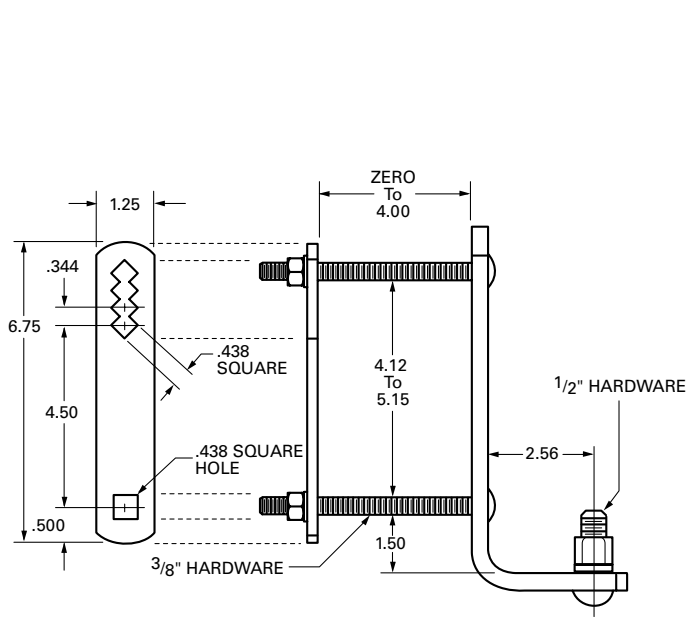 ZERO
To
4.00
1.25
.344
6.75
.438
SQUARE
4.12
To
5.15
1/2" HARDWARE
4.50
2.56
.438 SQUARE
HOLE
.500
1.50
3/8" HARDWARE